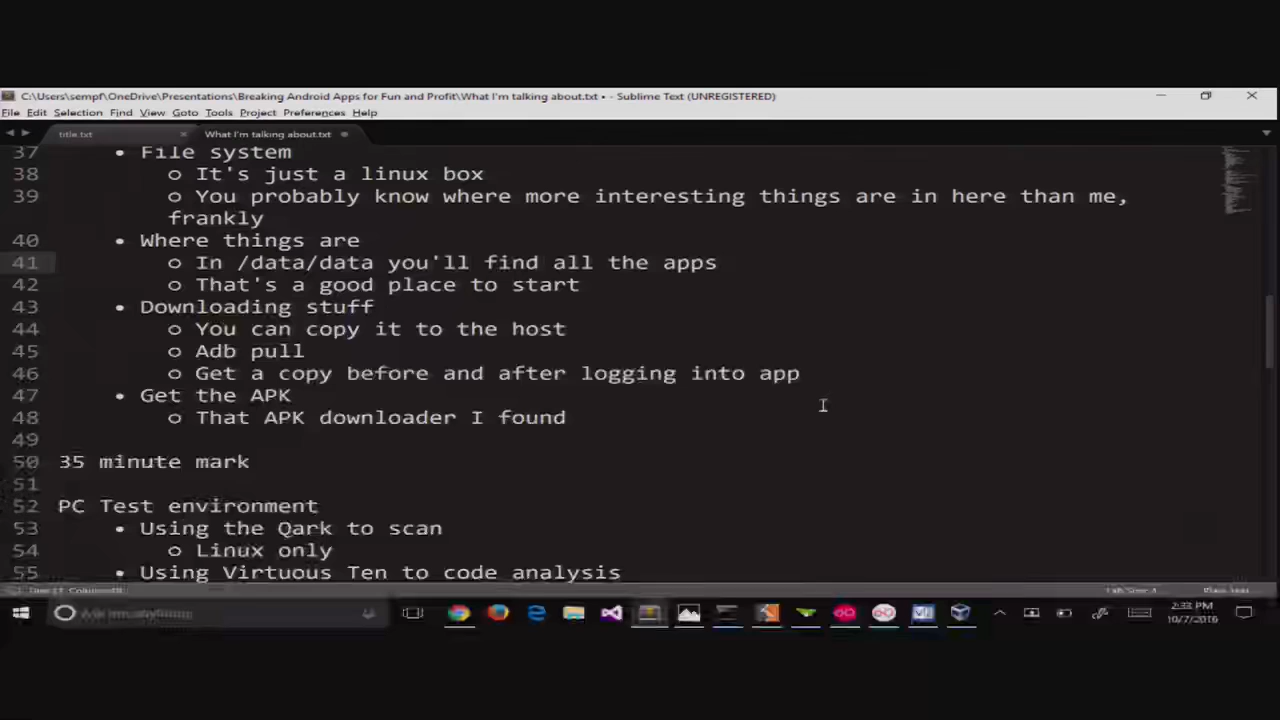 C:\Users\sempf\OneDrive\Presentations\Breaking Android Apps for Fun and Profit\What I'm talking about.txt • - Sublime Text (UNREGISTERED)
File Edit Selection Find View Goto Tools Project Preferences Help
title.txt What I'm talking about.txt
37 • File system
38 o It's just a linux box
39 o You probably know where more interesting things are in here than me,
frankly
40 • Where things are
41 o In /data/data you'll find all the apps
42 o That's a good place to start
43 • Downloading stuff
44 o You can copy it to the host
45 o Adb pull
46 o Get a copy before and after logging into app
47 • Get the APK
48 o That APK downloader I found
49
50 35 minute mark
51
52 PC Test environment
53 • Using the Qark to scan
54 o Linux only
55 • Using Virtuous Ten to code analysis
2:33 PM
10/7/2016